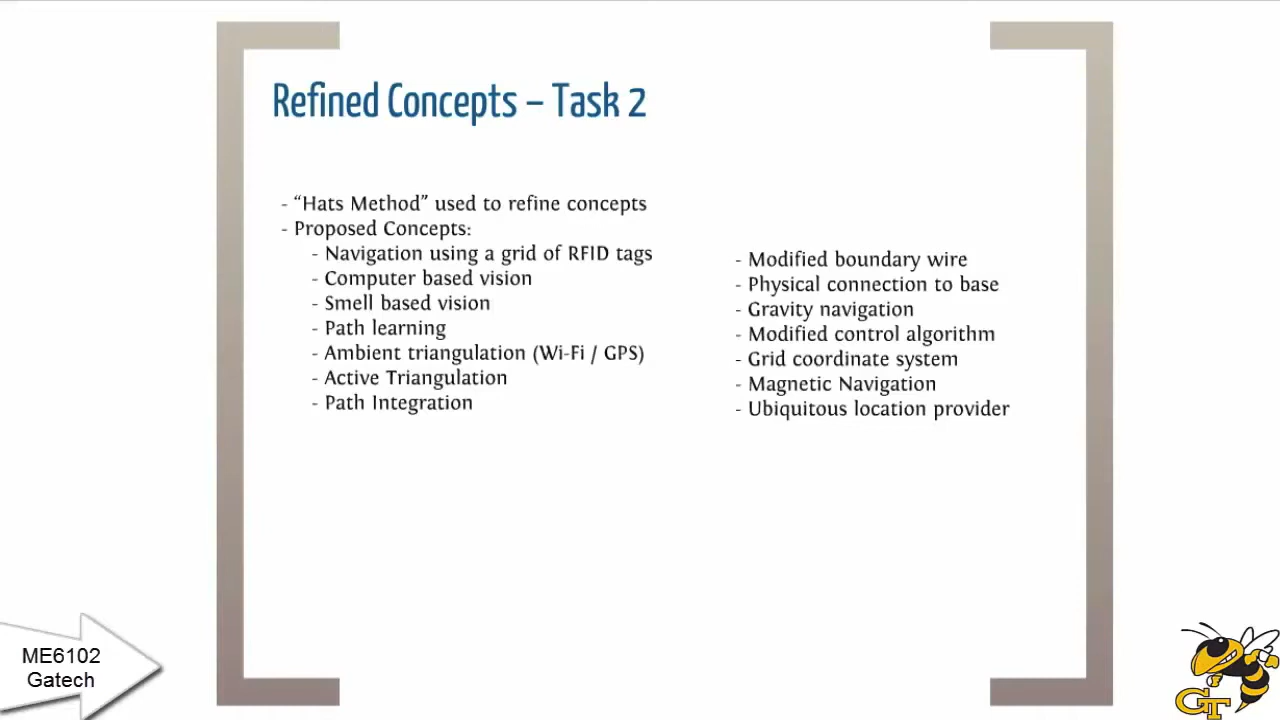 Refined Concepts – Task 2
- “Hats Method” used to refine concepts
- Proposed Concepts:
- Navigation using a grid of RFID tags
- Computer based vision
- Smell based vision
- Path learning
- Ambient triangulation (Wi-Fi / GPS)
- Active Triangulation
- Path Integration
- Modified boundary wire
- Physical connection to base
- Gravity navigation
- Modified control algorithm
- Grid coordinate system
- Magnetic Navigation
- Ubiquitous location provider
ME6102
Gatech
GT